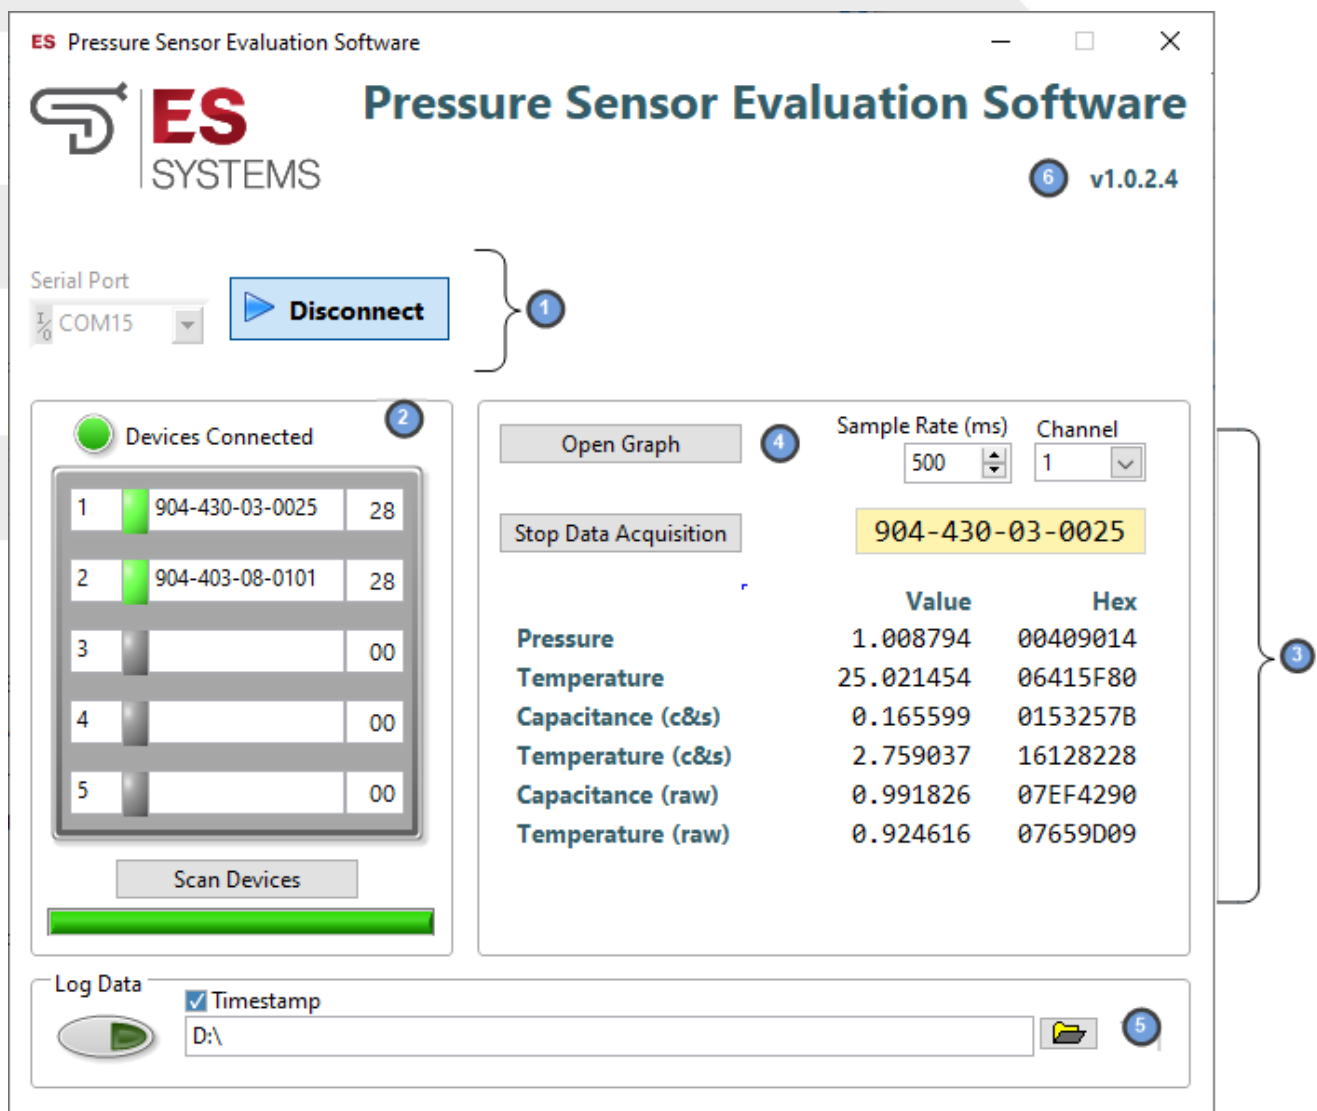 ES Pressure Sensor Evaluation Software
ES
SYSTEMS
Pressure Sensor Evaluation Software
6 v1.0.2.4
Serial Port
I/O COM15
Disconnect
1
Devices Connected
2
1 904-430-03-0025 28
2 904-403-08-0101 28
3 00
4 00
5 00
Scan Devices
Open Graph
4
Sample Rate (ms)
500
Channel
1
Stop Data Acquisition
904-430-03-0025
Value Hex
Pressure 1.008794 00409014
Temperature 25.021454 06415F80
Capacitance (c&s) 0.165599 0153257B
Temperature (c&s) 2.759037 16128228
Capacitance (raw) 0.991826 07EF4290
Temperature (raw) 0.924616 07659D09
3
Log Data
Timestamp
D:\
5